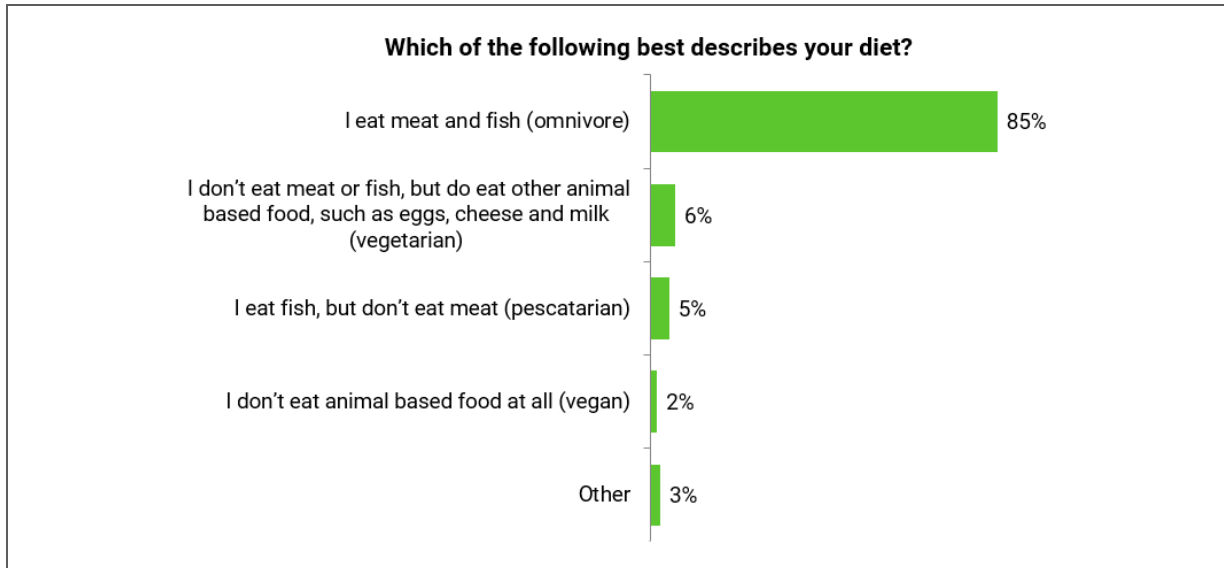 Which of the following best describes your diet?
I eat meat and fish (omnivore)
85%
I don’t eat meat or fish, but do eat other animal
based food, such as eggs, cheese and milk
(vegetarian)
6%
I eat fish, but don’t eat meat (pescatarian)
5%
I don’t eat animal based food at all (vegan)
2%
Other
3%